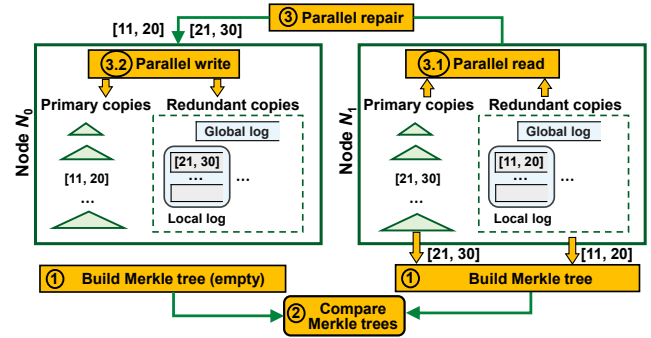 ③ Parallel repair
[11, 20] [21, 30]
Node N0
3.2 Parallel write
Primary copies Redundant copies
Global log
[21, 30]
[11, 20] ... ...
...
Local log
Node N1
3.1 Parallel read
Primary copies Redundant copies
Global log
[11, 20]
[21, 30] ... ...
...
Local log
[21, 30] [11, 20]
① Build Merkle tree (empty)
① Build Merkle tree
② Compare
Merkle trees